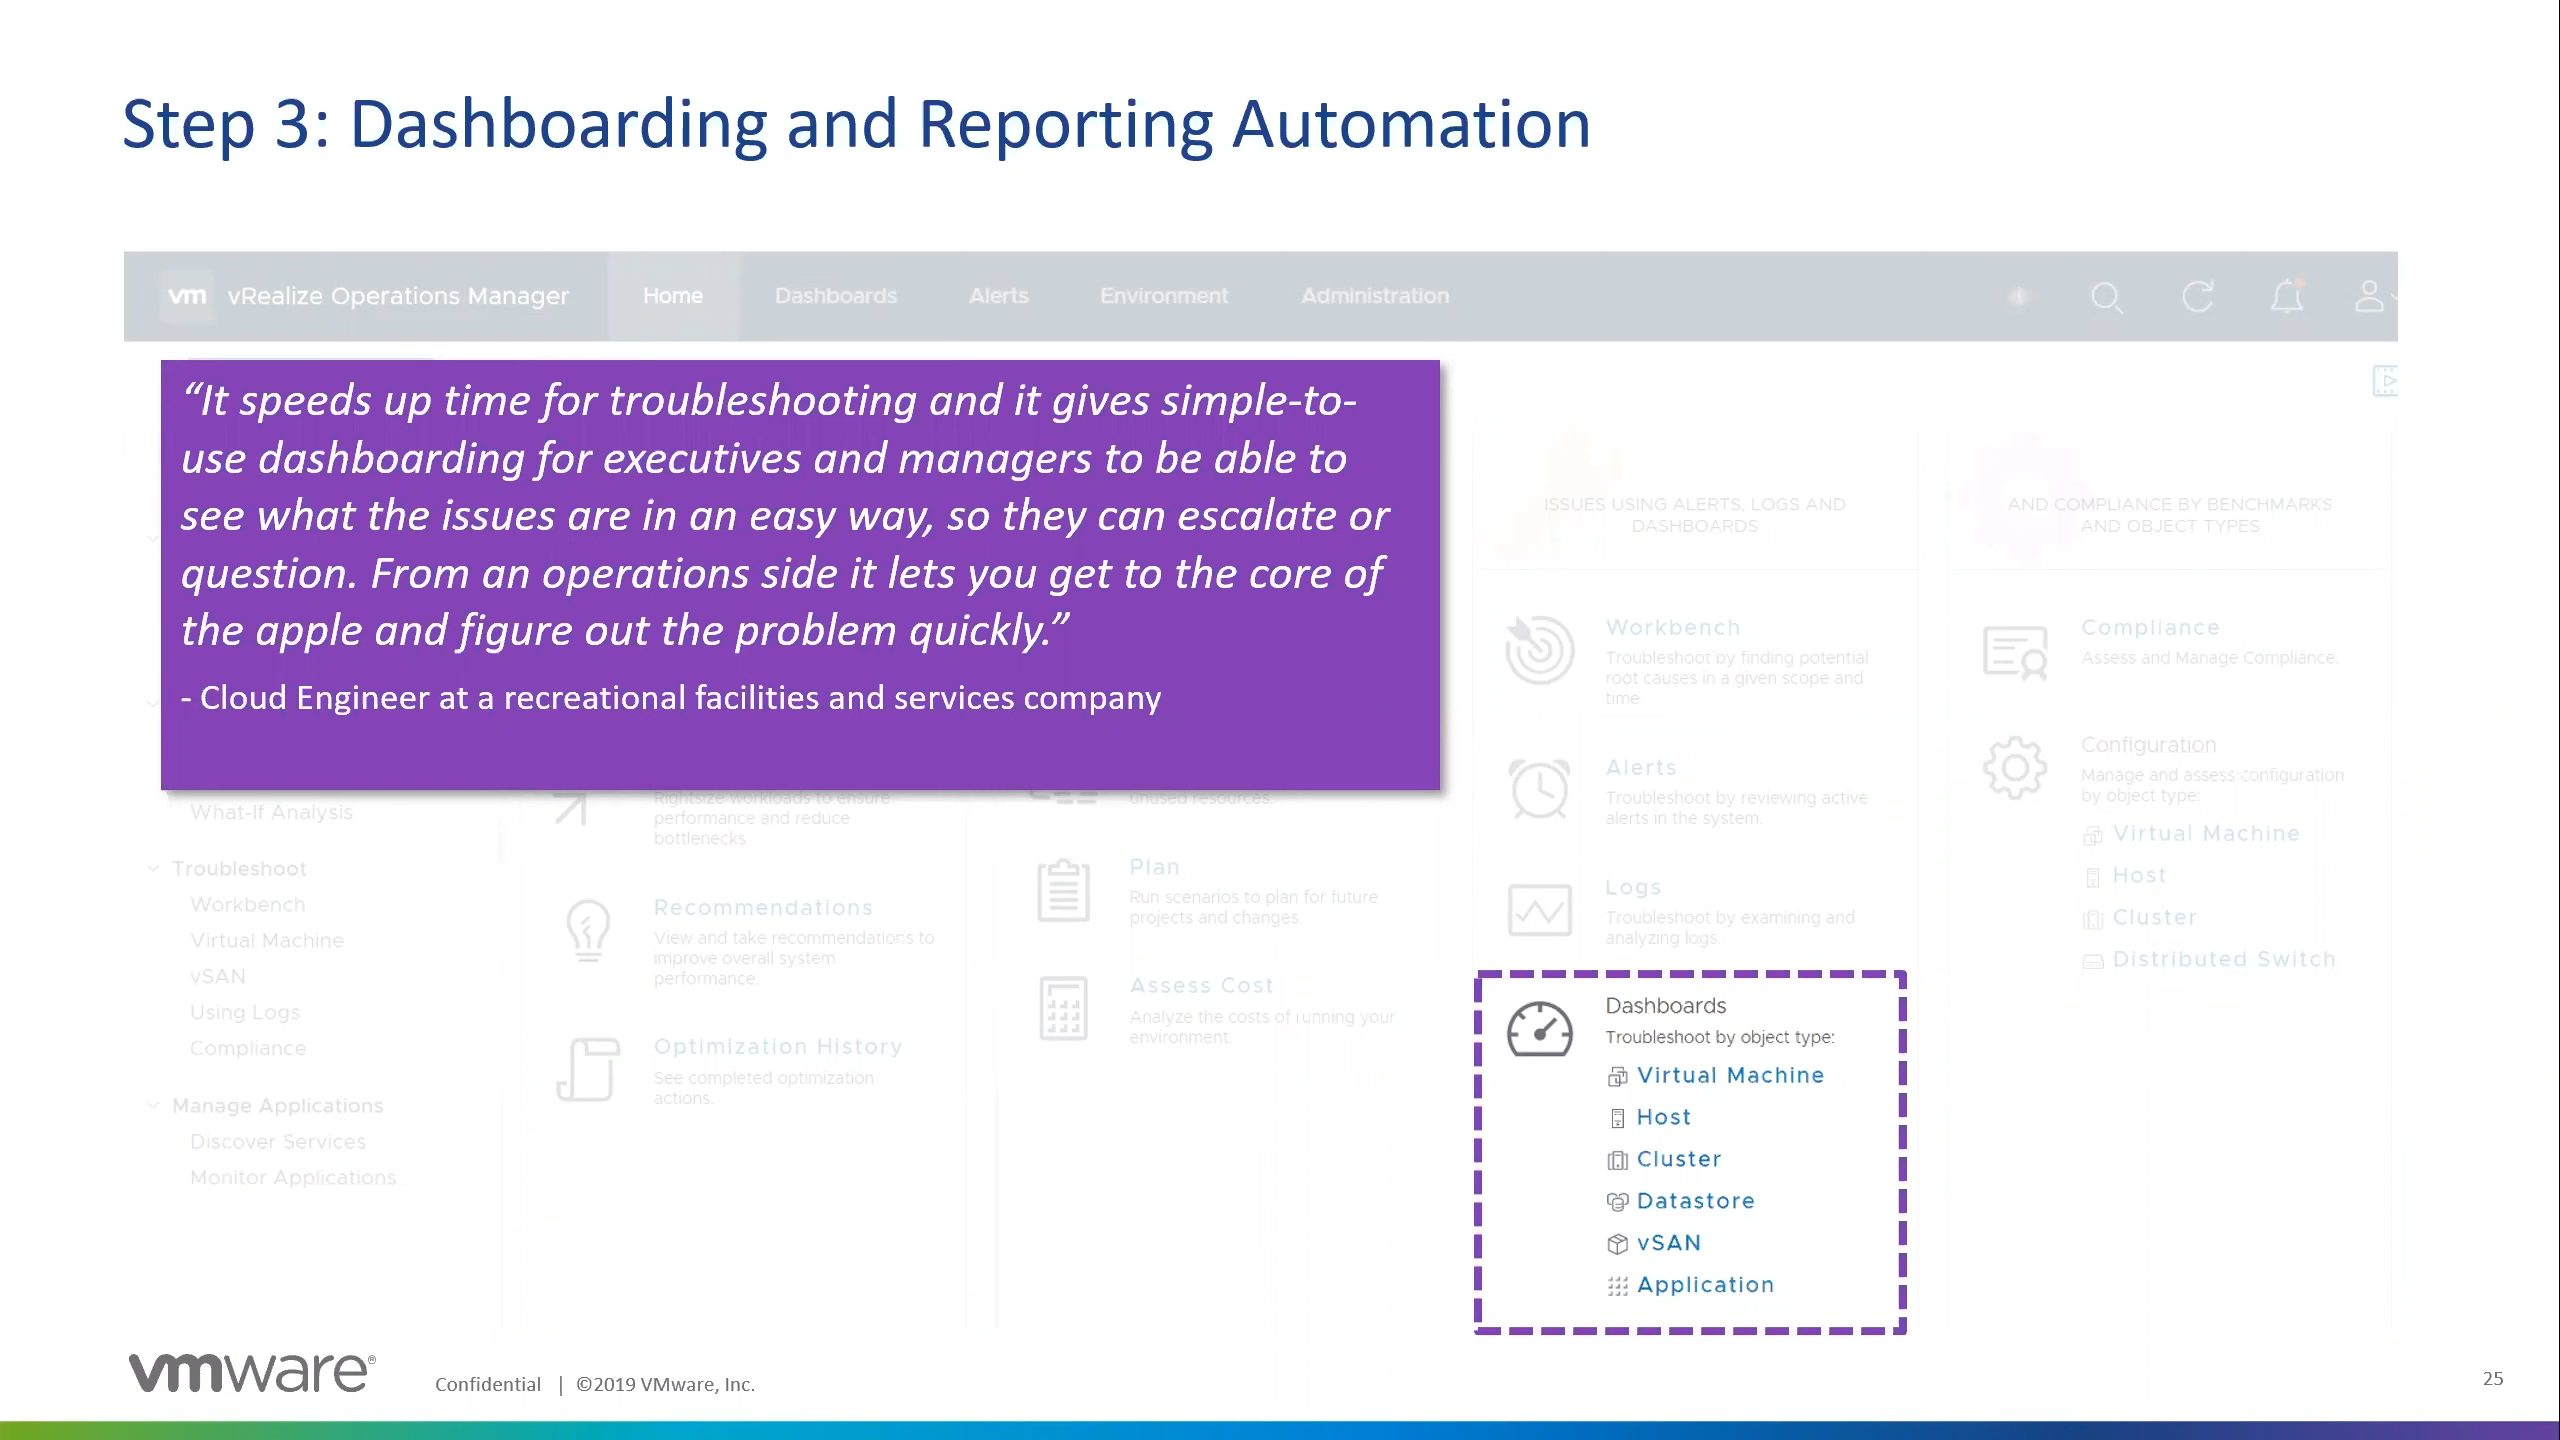 Step 3: Dashboarding and Reporting Automation
vm vRealize Operations Manager Home Dashboards Alerts Environment Administration
“It speeds up time for troubleshooting and it gives simple-to-
use dashboarding for executives and managers to be able to
see what the issues are in an easy way, so they can escalate or
question. From an operations side it lets you get to the core of
the apple and figure out the problem quickly.”
- Cloud Engineer at a recreational facilities and services company
What-If Analysis
Troubleshoot
Workbench
Virtual Machine
vSAN
Using Logs
Compliance
Manage Applications
Discover Services
Monitor Applications
Rightsize workloads to ensure
performance and reduce
bottlenecks.
Recommendations
View and take recommendations to
improve overall system
performance.
Optimization History
See completed optimization
actions.
unused resources.
Plan
Run scenarios to plan for future
projects and changes.
Assess Cost
Analyze the costs of running your
environment.
ISSUES USING ALERTS, LOGS AND
DASHBOARDS
Workbench
Troubleshoot by finding potential
root causes in a given scope and
time.
Alerts
Troubleshoot by reviewing active
alerts in the system.
Logs
Troubleshoot by examining and
analyzing logs.
Dashboards
Troubleshoot by object type:
Virtual Machine
Host
Cluster
Datastore
vSAN
Application
AND COMPLIANCE BY BENCHMARKS
AND OBJECT TYPES
Compliance
Assess and Manage Compliance.
Configuration
Manage and assess configuration
by object type:
Virtual Machine
Host
Cluster
Distributed Switch
vmware® Confidential | ©2019 VMware, Inc. 25